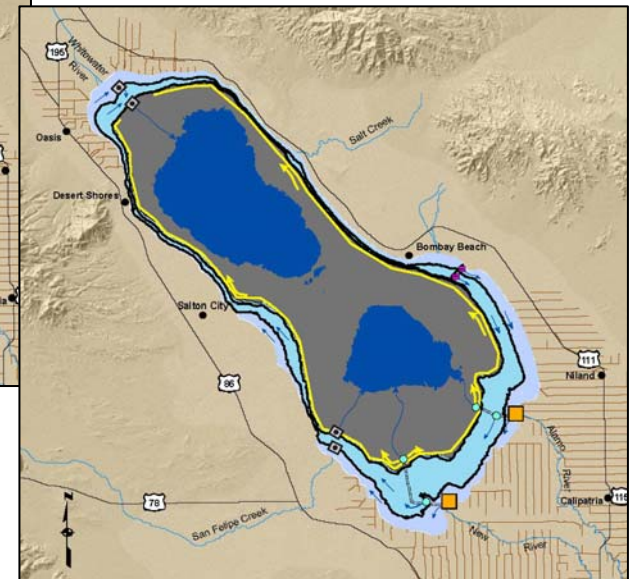 195
Whitewater
River
Oasis
Salt Creek
Desert Shores
Bombay Beach
Salton City
111
Niland
86
Alamo
River
Calipatria
115
78
N
San Felipe Creek
New
River